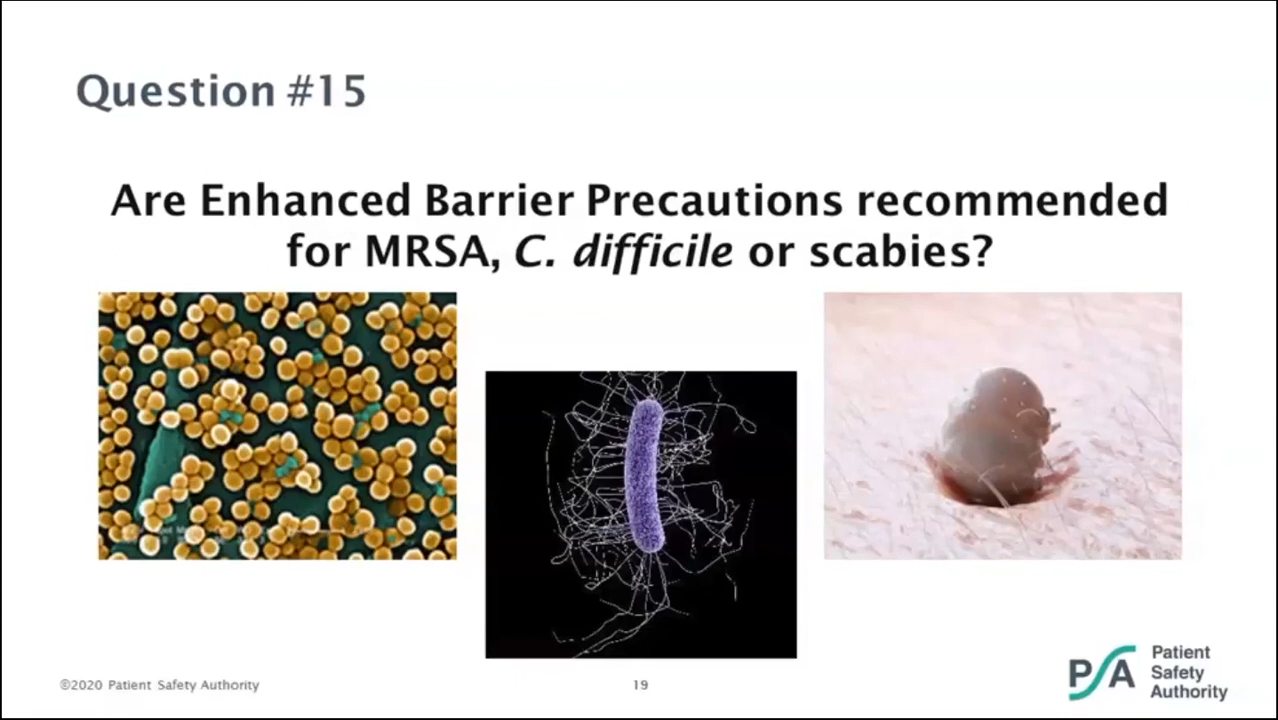 Question #15
Are Enhanced Barrier Precautions recommended
for MRSA, C. difficile or scabies?
©2020 Patient Safety Authority
19
PSA
Patient
Safety
Authority